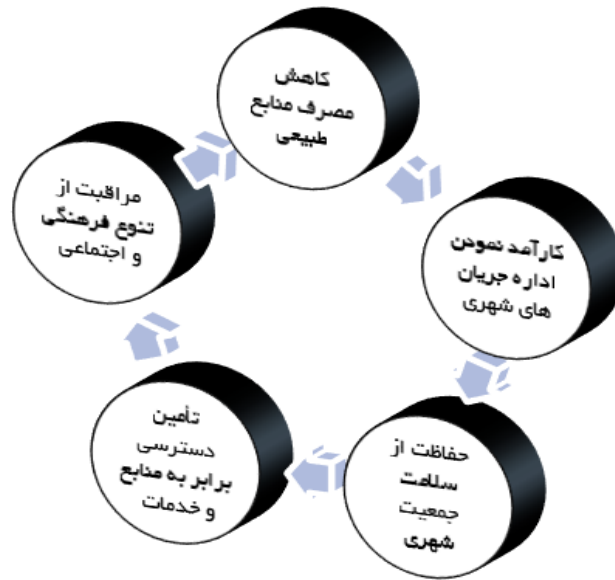 کاهش
مصرف منابع
طبیعی
کارآمد نمودن
اداره جریان
های شهری
حفاظت از
سلامت
جمعیت
شهری
تأمین
دسترسی
برابر به منابع
و خدمات
مراقبت از
تنوع فرهنگی
و اجتماعی